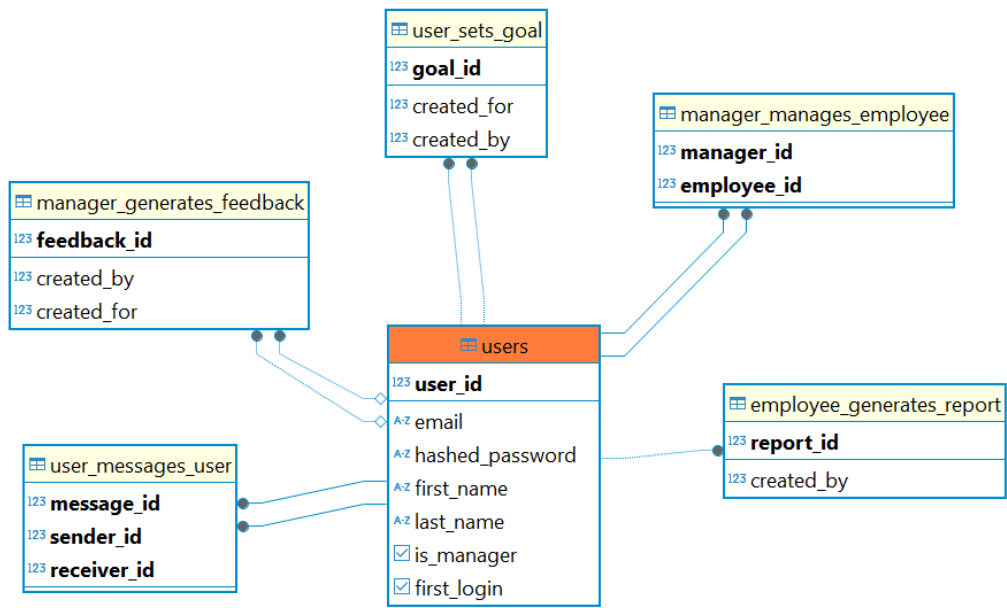 user_sets_goal
123 goal_id
123 created_for
123 created_by
manager_manages_employee
123 manager_id
123 employee_id
manager_generates_feedback
123 feedback_id
123 created_by
123 created_for
users
123 user_id
A-Z email
A-Z hashed_password
A-Z first_name
A-Z last_name
is_manager
first_login
employee_generates_report
123 report_id
123 created_by
user_messages_user
123 message_id
123 sender_id
123 receiver_id